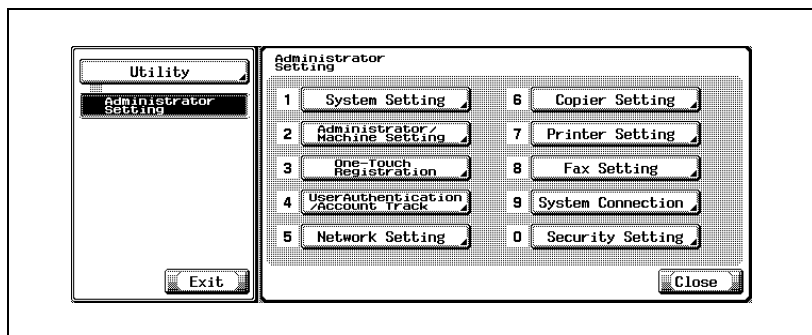 Utility
Administrator
Setting
Exit
Administrator
Setting
1 System Setting
2 Administrator/
Machine Setting
3 One-Touch
Registration
4 UserAuthentication
/Account Track
5 Network Setting
6 Copier Setting
7 Printer Setting
8 Fax Setting
9 System Connection
0 Security Setting
Close